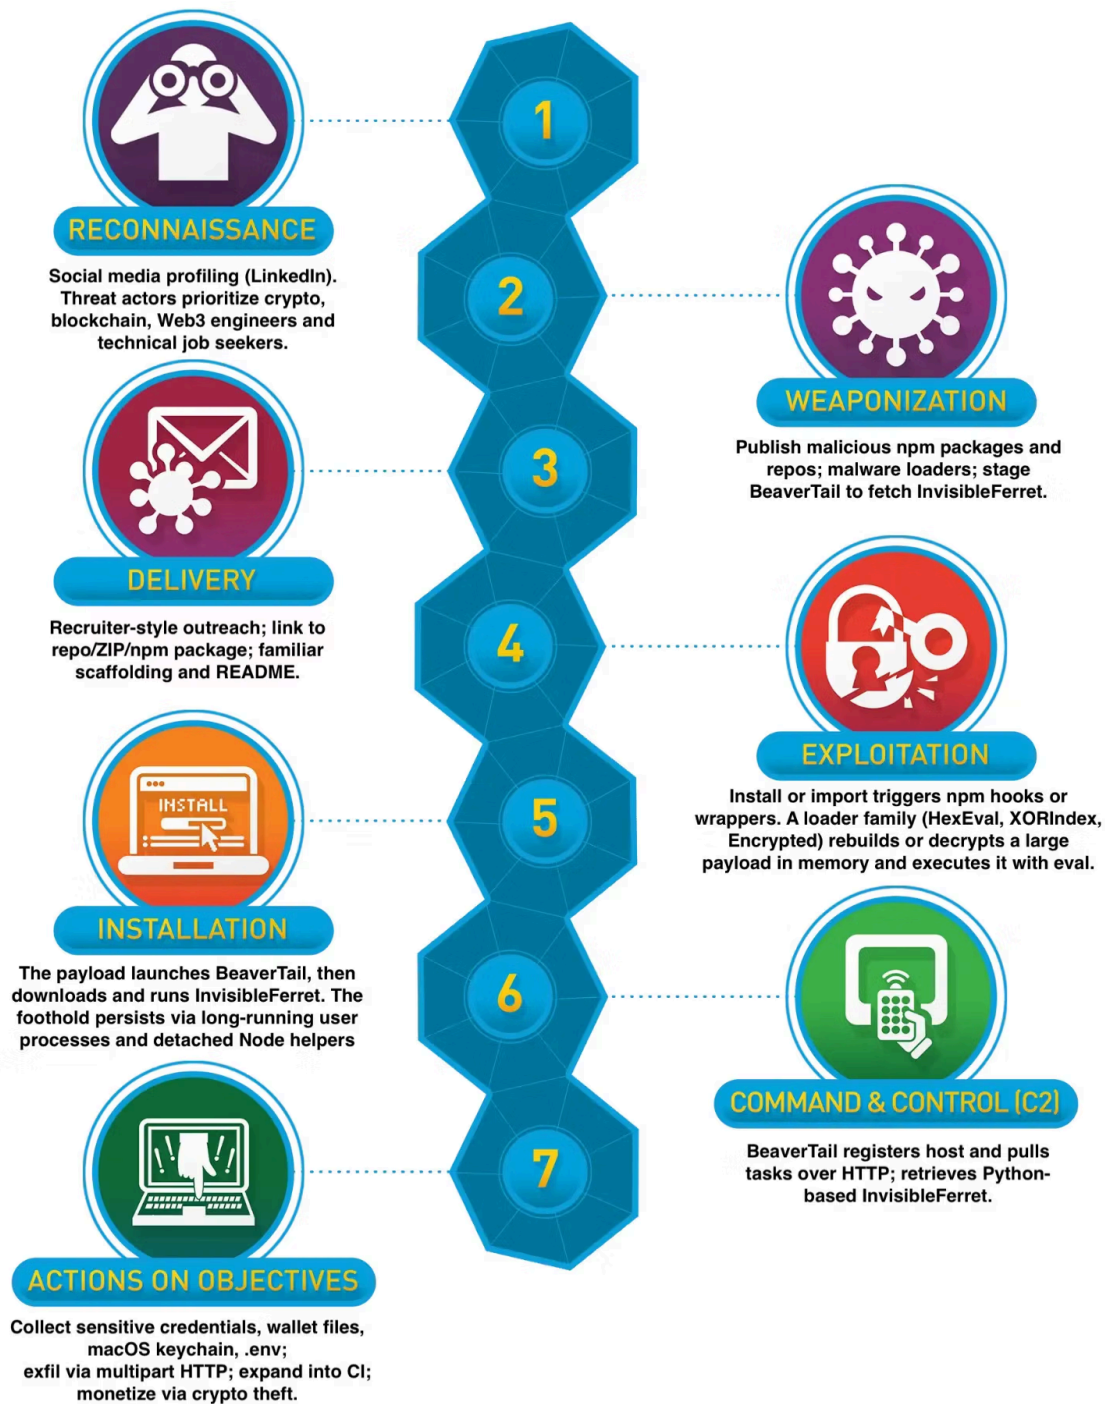 1
RECONNAISSANCE
Social media profiling (LinkedIn).
Threat actors prioritize crypto,
blockchain, Web3 engineers and
technical job seekers.
2
WEAPONIZATION
Publish malicious npm packages and
repos; malware loaders; stage
BeaverTail to fetch InvisibleFerret.
3
DELIVERY
Recruiter-style outreach; link to
repo/ZIP/npm package; familiar
scaffolding and README.
4
EXPLOITATION
Install or import triggers npm hooks or
wrappers. A loader family (HexEval, XORIndex,
Encrypted) rebuilds or decrypts a large
payload in memory and executes it with eval.
5
INSTALL
INSTALLATION
The payload launches BeaverTail, then
downloads and runs InvisibleFerret. The
foothold persists via long-running user
processes and detached Node helpers
6
COMMAND & CONTROL (C2)
BeaverTail registers host and pulls
tasks over HTTP; retrieves Python-
based InvisibleFerret.
7
ACTIONS ON OBJECTIVES
Collect sensitive credentials, wallet files,
macOS keychain, .env;
exfil via multipart HTTP; expand into CI;
monetize via crypto theft.